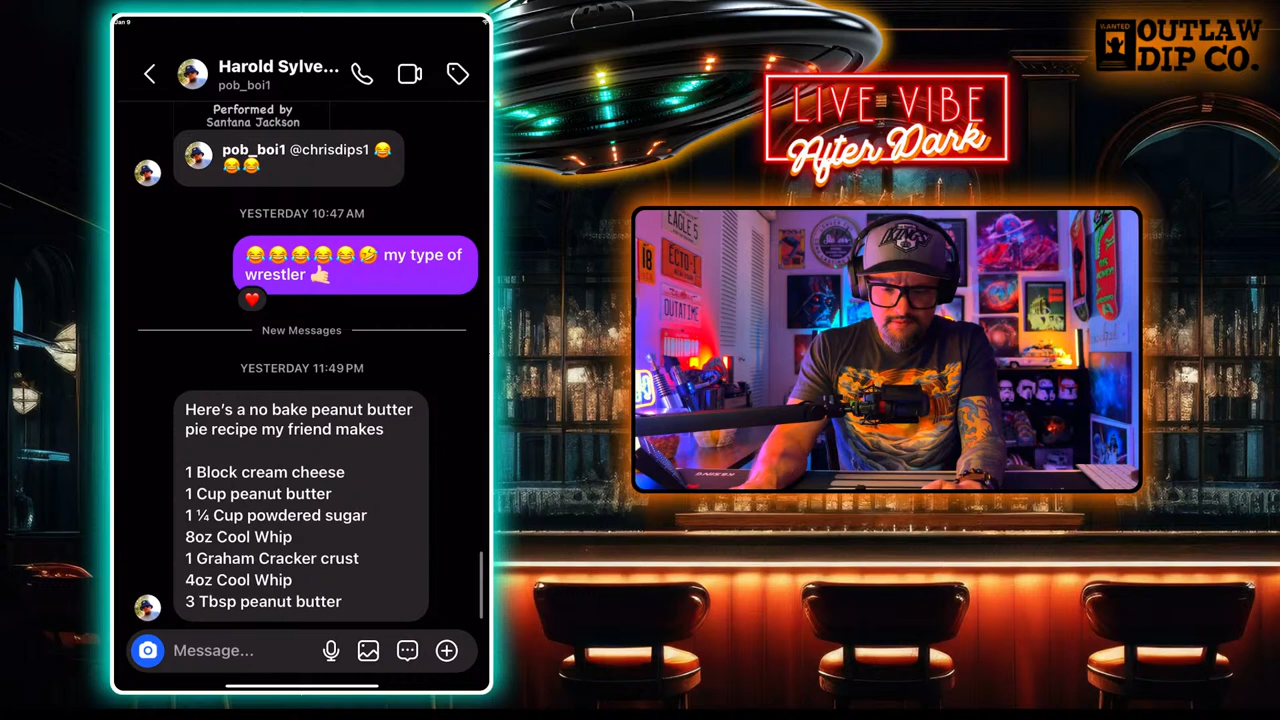 Jan 9
Harold Sylve...
pob_boi1
Performed by
Santana Jackson
pob_boi1 @chrisdips1 😂
😂😂
YESTERDAY 10:47 AM
😂😂😂😂😂🤣 my type of
wrestler 🤙🏻
❤️
New Messages
YESTERDAY 11:49 PM
Here's a no bake peanut butter
pie recipe my friend makes
1 Block cream cheese
1 Cup peanut butter
1 ¼ Cup powdered sugar
8oz Cool Whip
1 Graham Cracker crust
4oz Cool Whip
3 Tbsp peanut butter
Message...
LIVE VIBE
After Dark
WANTED
OUTLAW
DIP CO.
EAGLE 5
18
ECTO-1
OUTATIME
KINGS